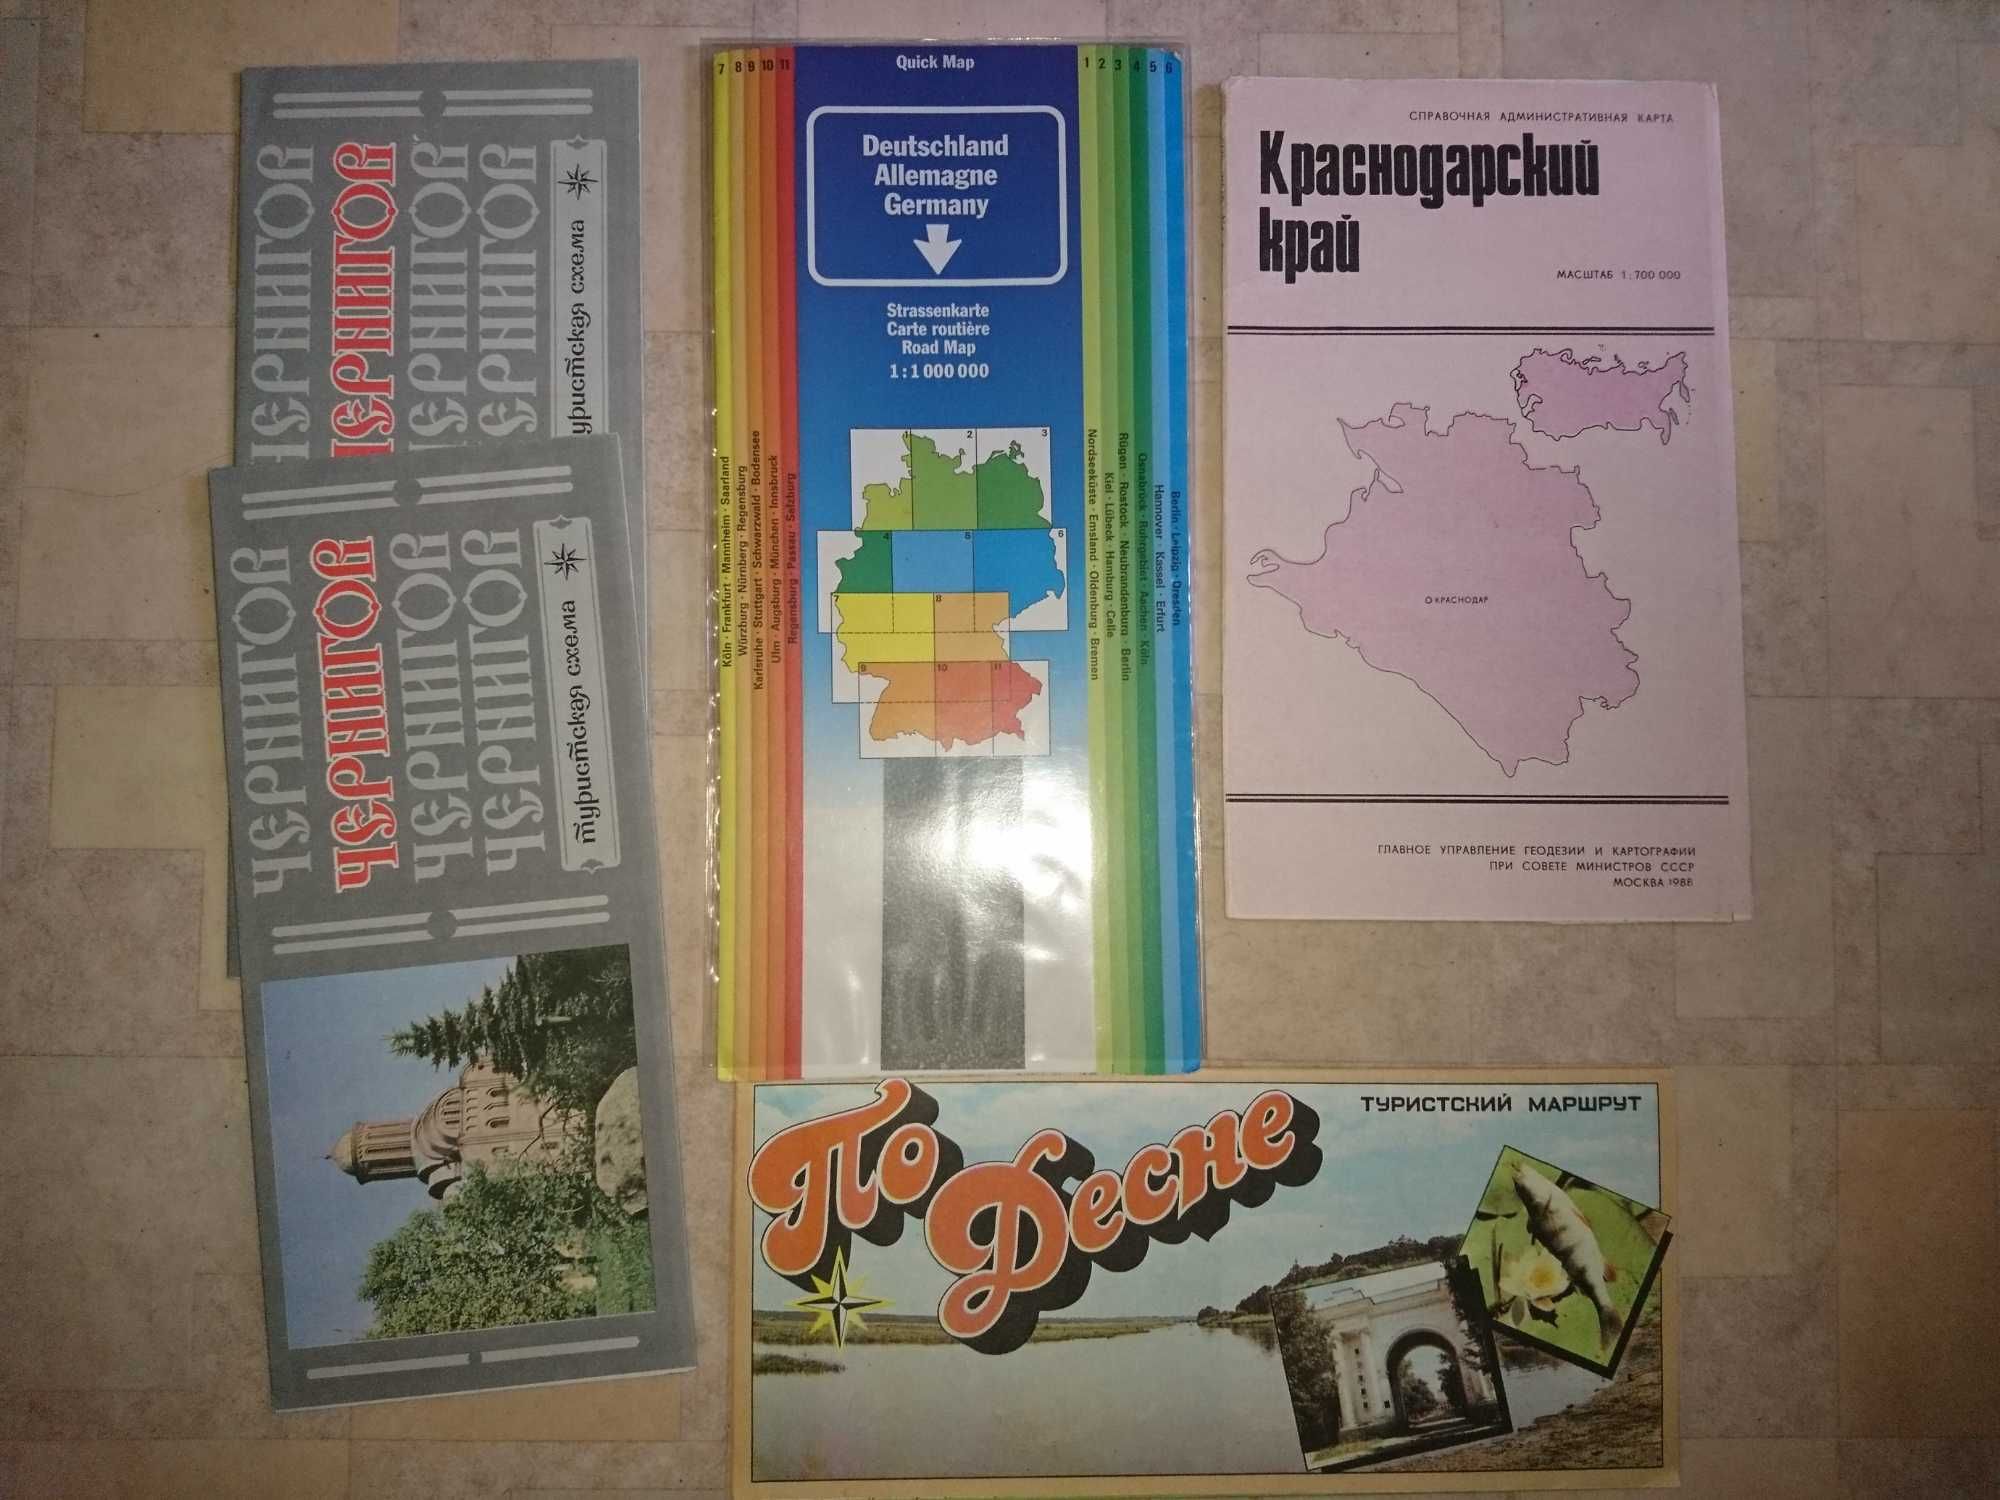 ЧЕРНИГОВ
ЧЕРНИГОВ
ЧЕРНИГОВ
ЧЕРНИГОВ
туристская схема
ЧЕРНИГОВ
ЧЕРНИГОВ
ЧЕРНИГОВ
ЧЕРНИГОВ
туристская схема
7 8 9 10 11
Quick Map
1 2 3 4 5 6
Deutschland
Allemagne
Germany
Strassenkarte
Carte routière
Road Map
1:1 000 000
Köln · Frankfurt · Mannheim · Saarland
Würzburg · Nürnberg · Regensburg
Karlsruhe · Stuttgart · Schwarzwald · Bodensee
Ulm · Augsburg · München · Innsbruck
Regensburg · Passau · Salzburg
1 2 3
4 5 6
7 8
9 10 11
Nordseeküste · Emsland · Oldenburg · Bremen
Kiel · Lübeck · Hamburg · Celle
Rügen · Rostock · Neubrandenburg · Berlin
Osnabrück · Ruhrgebiet · Aachen · Köln
Hannover · Kassel · Erfurt
Berlin · Leipzig · Dresden
СПРАВОЧНАЯ АДМИНИСТРАТИВНАЯ КАРТА
Краснодарский
край
МАСШТАБ 1:700 000
КРАСНОДАР
ГЛАВНОЕ УПРАВЛЕНИЕ ГЕОДЕЗИИ И КАРТОГРАФИИ
ПРИ СОВЕТЕ МИНИСТРОВ СССР
МОСКВА 1988
ТУРИСТСКИЙ МАРШРУТ
По
Десне